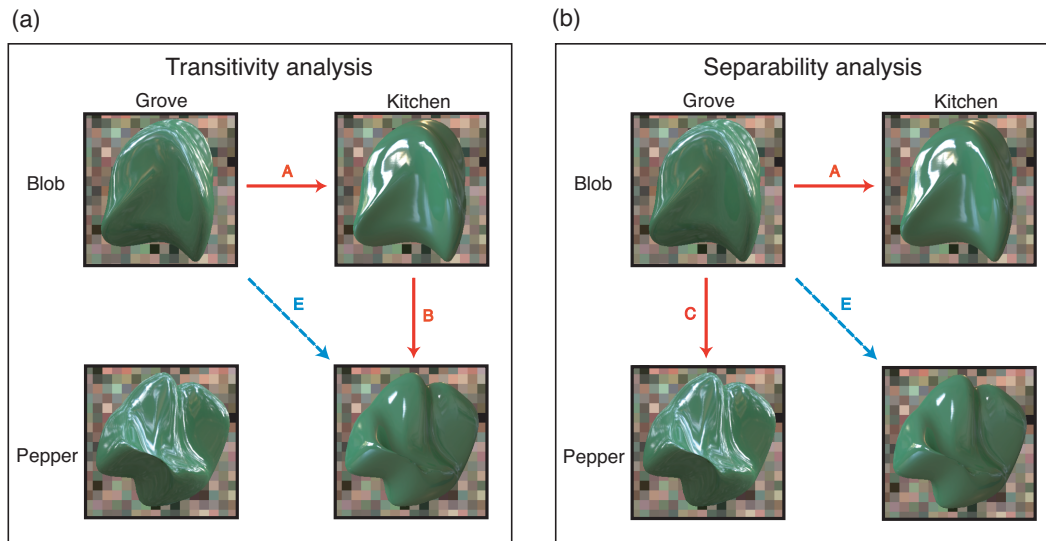 (a)
Transitivity analysis
Grove Kitchen
Blob
A
E
B
Pepper
(b)
Separability analysis
Grove Kitchen
Blob
A
C
E
Pepper